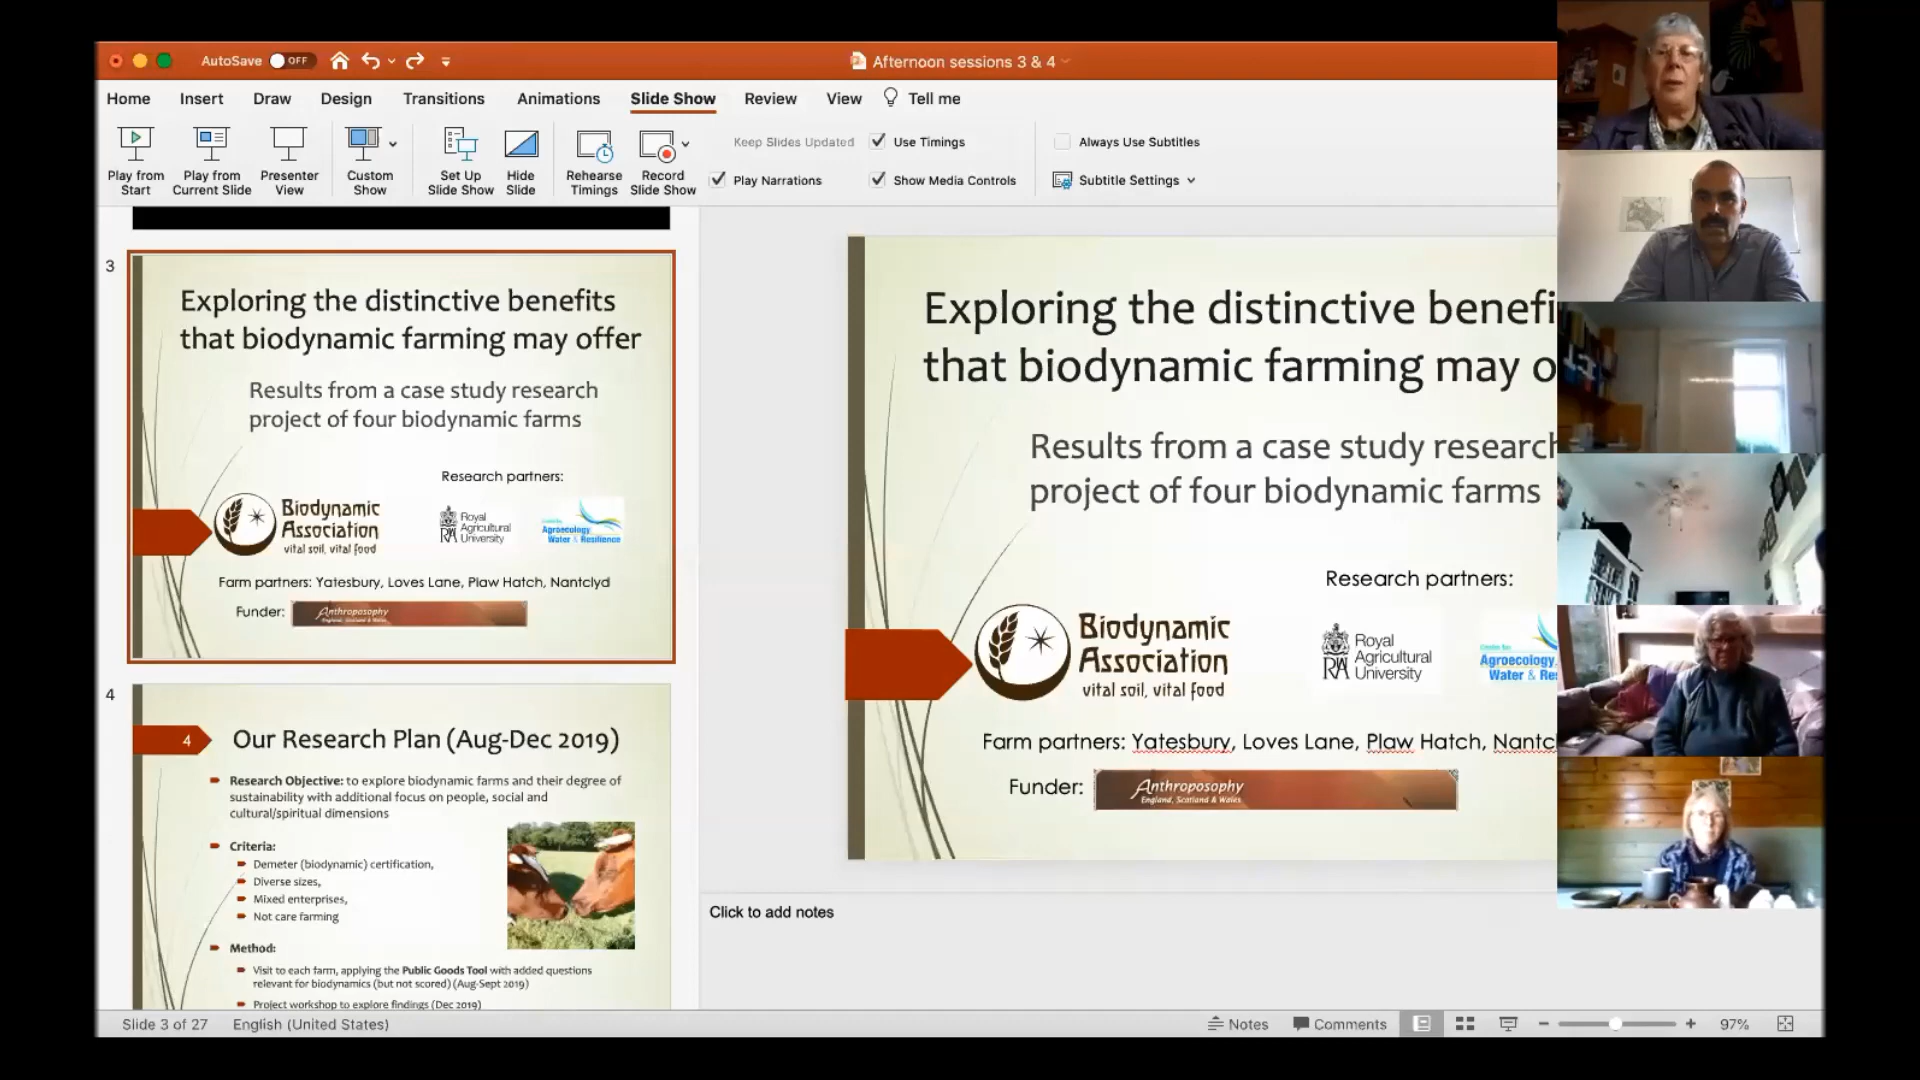 AutoSave OFF
Afternoon sessions 3 & 4
Home Insert Draw Design Transitions Animations Slide Show Review View Tell me
Play from Start
Play from Current Slide
Presenter View
Custom Show
Set Up Slide Show
Hide Slide
Rehearse Timings
Record Slide Show
Keep Slides Updated
Use Timings
Play Narrations
Show Media Controls
Always Use Subtitles
Subtitle Settings
3
Exploring the distinctive benefits
that biodynamic farming may offer
Results from a case study research
project of four biodynamic farms
Research partners:
Biodynamic
Association
vital soil, vital food
Royal
Agricultural
University
Agroecology
Water & Resilience
Farm partners: Yatesbury, Loves Lane, Plaw Hatch, Nantclyd
Funder:
Anthroposophy
England, Scotland & Wales
4
4
Our Research Plan (Aug-Dec 2019)
Research Objective: to explore biodynamic farms and their degree of
sustainability with additional focus on people, social and
cultural/spiritual dimensions
Criteria:
Demeter (biodynamic) certification,
Diverse sizes,
Mixed enterprises,
Not care farming
Method:
Visit to each farm, applying the Public Goods Tool with added questions
relevant for biodynamics (but not scored) (Aug-Sept 2019)
Project workshop to explore findings (Dec 2019)
Exploring the distinctive benefi
that biodynamic farming may o
Results from a case study research
project of four biodynamic farms
Research partners:
Biodynamic
Association
vital soil, vital food
Royal
Agricultural
University
Agroecology
Water & Res
Farm partners: Yatesbury, Loves Lane, Plaw Hatch, Nantcl
Funder:
Anthroposophy
England, Scotland & Wales
Click to add notes
Slide 3 of 27 English (United States)
Notes Comments 97%